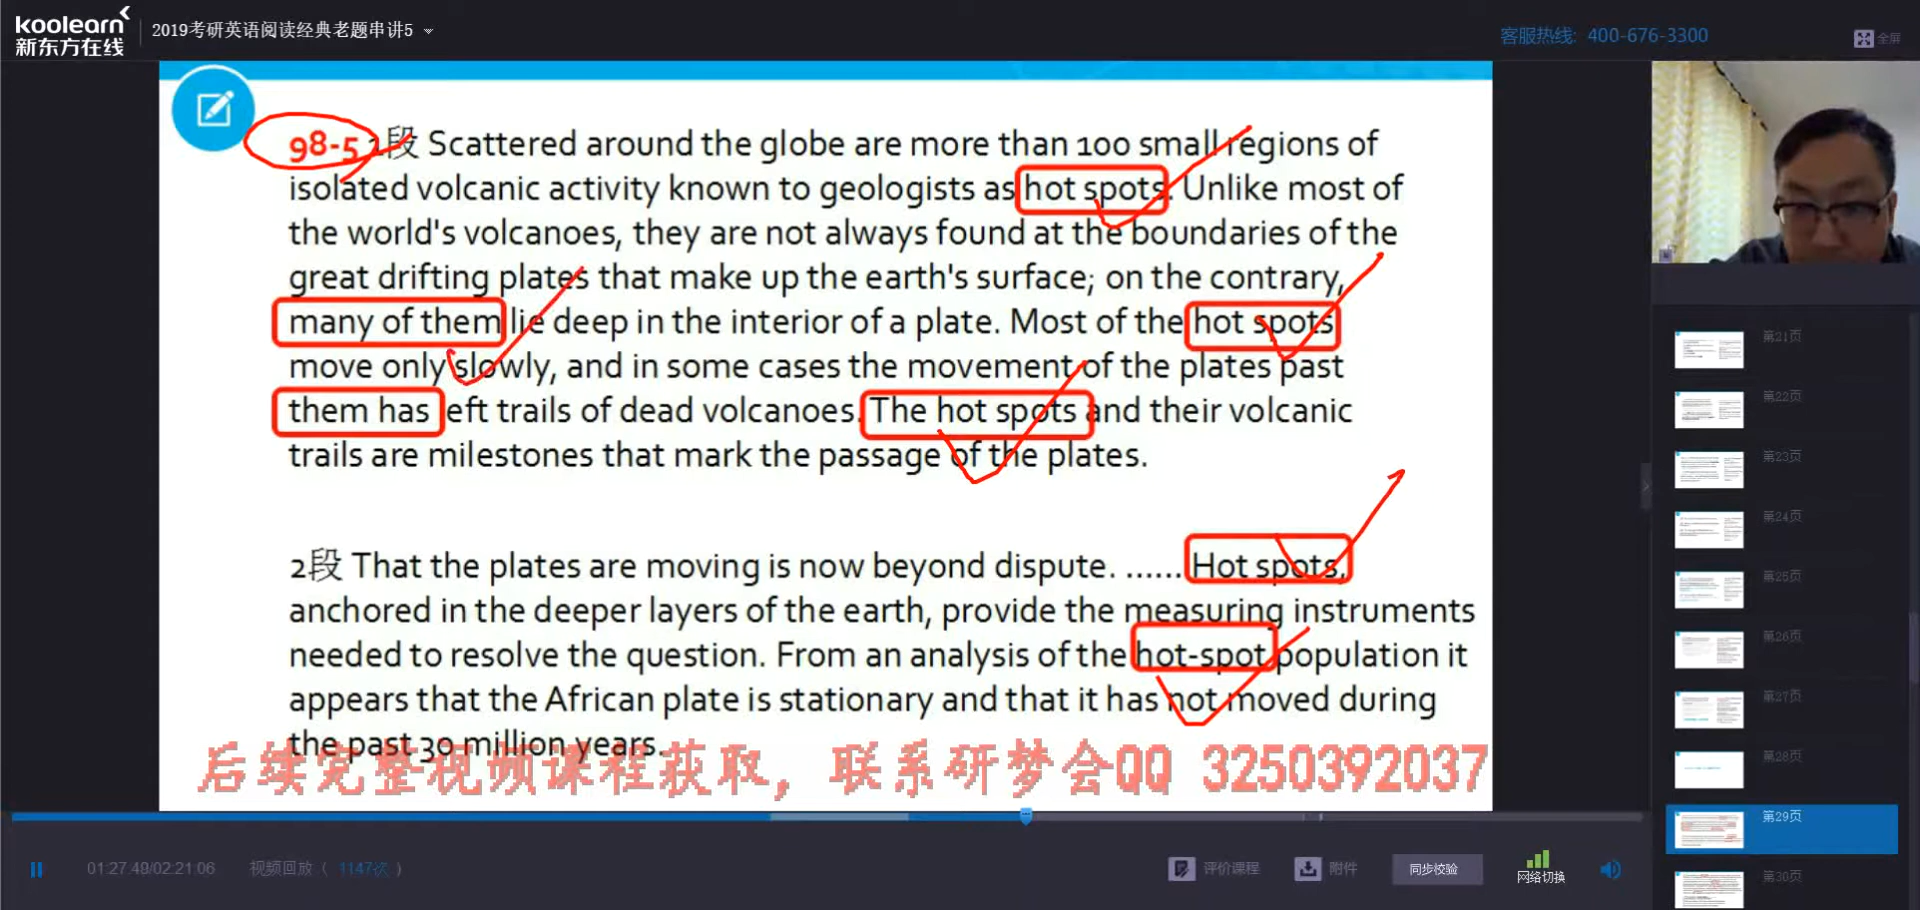 koolearn
新东方在线
2019考研英语阅读经典老题串讲5
客服热线: 400-676-3300
全屏
98-5 1段 Scattered around the globe are more than 100 small regions of
isolated volcanic activity known to geologists as hot spots. Unlike most of
the world's volcanoes, they are not always found at the boundaries of the
great drifting plates that make up the earth's surface; on the contrary,
many of them lie deep in the interior of a plate. Most of the hot spots
move only slowly, and in some cases the movement of the plates past
them has left trails of dead volcanoes. The hot spots and their volcanic
trails are milestones that mark the passage of the plates.
2段 That the plates are moving is now beyond dispute. ...... Hot spots,
anchored in the deeper layers of the earth, provide the measuring instruments
needed to resolve the question. From an analysis of the hot-spot population it
appears that the African plate is stationary and that it has not moved during
the past 30 million years.
后续完整视频课程获取，联系研梦会QQ 3250392037
第21页
第22页
第23页
第24页
第25页
第26页
第27页
第28页
第29页
第30页
01:27:48/02:21:06
视频回放（ 1147次 ）
评价课程
附件
同步校验
网络切换